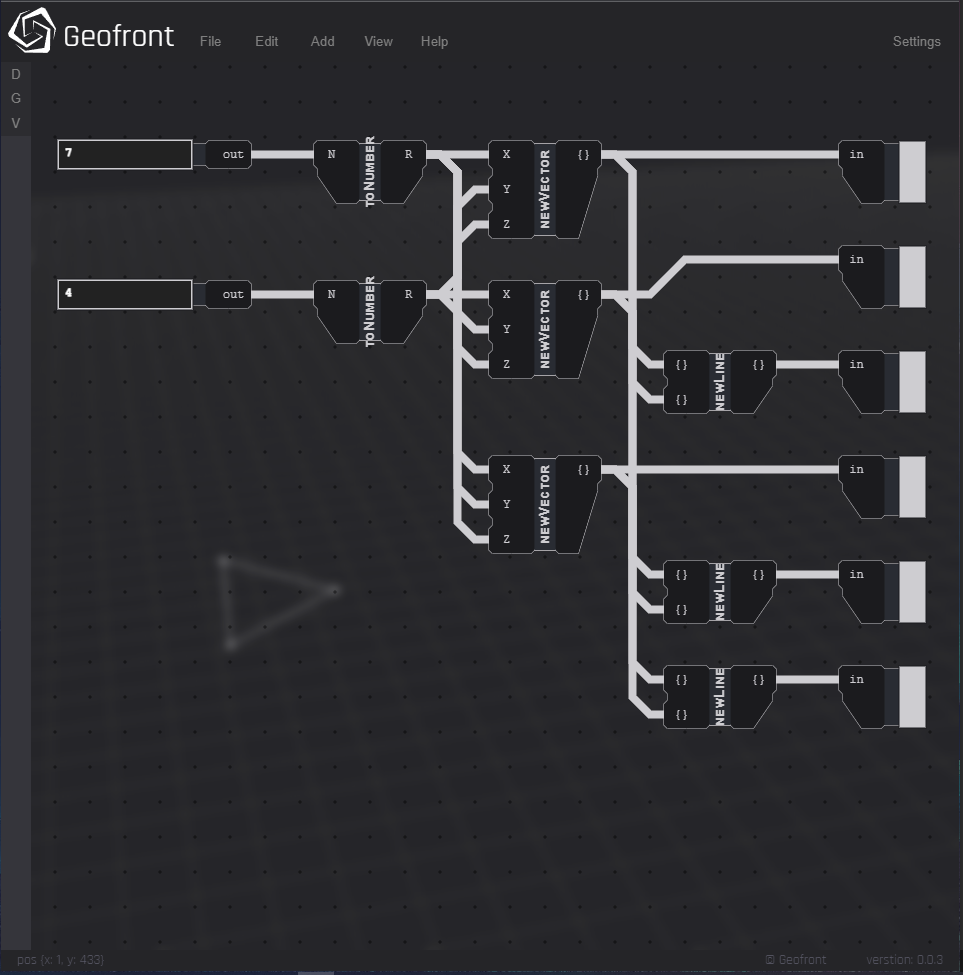 Geofront File Edit Add View Help Settings
D
G
V
7 out N TONUMBER R X NEWVECTOR {} in
Y
Z
in
4 out N TONUMBER R X NEWVECTOR {}
Y
Z {} NEWLINE {} in
{}
X NEWVECTOR {} in
Y
Z
{} NEWLINE {} in
{}
{} NEWLINE {} in
{}
pos {x: 1, y: 433} © Geofront verstion: 0.0.3